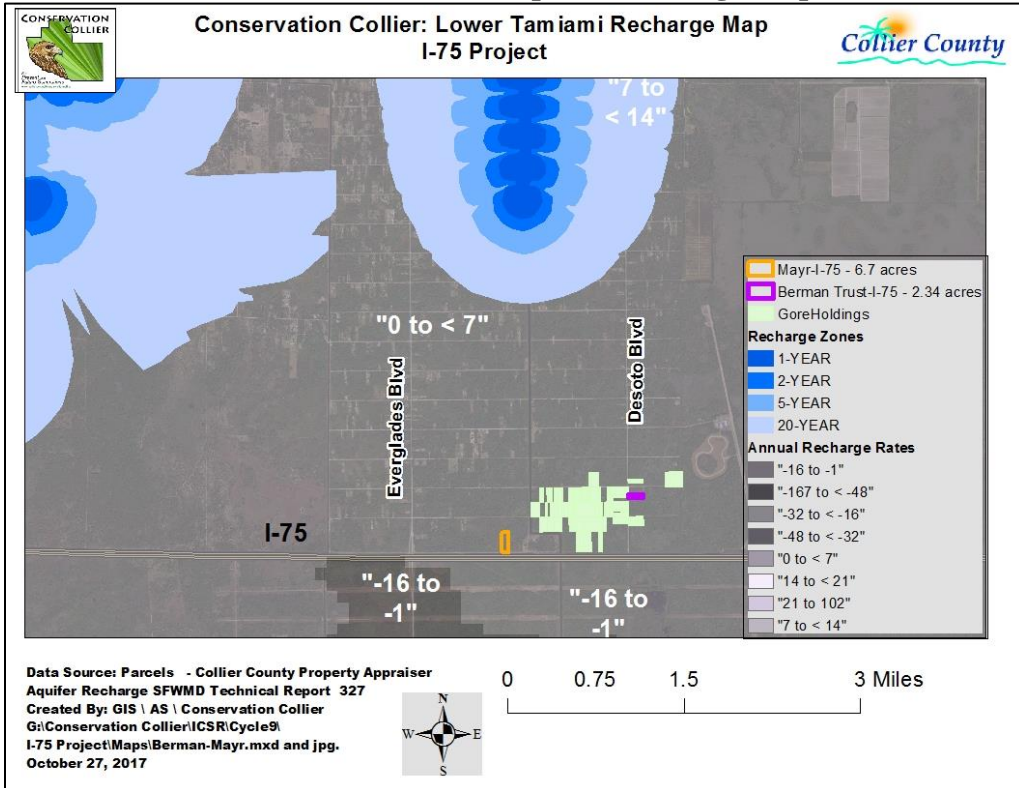 CONSERVATION
COLLIER
Conservation Collier: Lower Tamiami Recharge Map
I-75 Project
Collier County
"7 to
< 14"
"0 to < 7"
Everglades Blvd
Desoto Blvd
I-75
"-16 to
-1"
"-16 to
-1"
Mayr-I-75 - 6.7 acres
Berman Trust-I-75 - 2.34 acres
GoreHoldings
Recharge Zones
1-YEAR
2-YEAR
5-YEAR
20-YEAR
Annual Recharge Rates
"-16 to -1"
"-167 to < -48"
"-32 to < -16"
"-48 to < -32"
"0 to < 7"
"14 to < 21"
"21 to 102"
"7 to < 14"
Data Source: Parcels - Collier County Property Appraiser
Aquifer Recharge SFWMD Technical Report 327
Created By: GIS \ AS \ Conservation Collier
G:\Conservation Collier\ICSR\Cycle9\
I-75 Project\Maps\Berman-Mayr.mxd and jpg.
October 27, 2017
N
W E
S
0 0.75 1.5 3 Miles